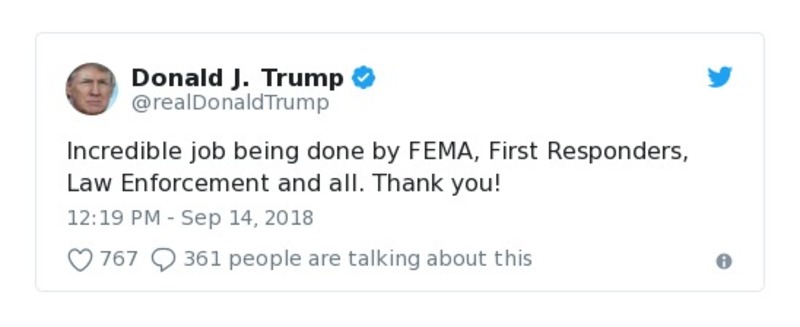 Donald J. Trump
@realDonaldTrump
Incredible job being done by FEMA, First Responders,
Law Enforcement and all. Thank you!
12:19 PM - Sep 14, 2018
767 361 people are talking about this